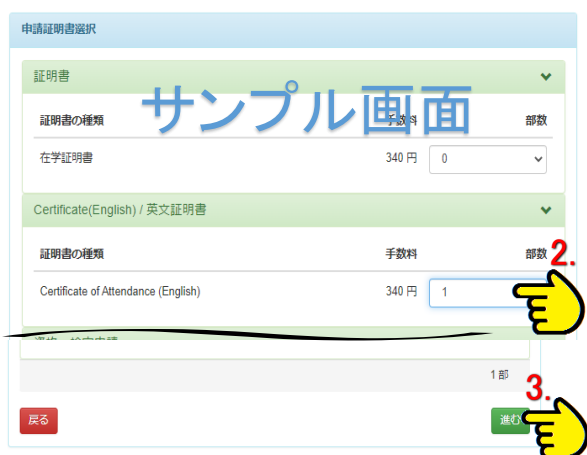 申請証明書選択
証明書
サンプル画面
証明書の種類 手数料 部数
在学証明書 340 円 0
Certificate(English) / 英文証明書
証明書の種類 手数料 部数
2.
Certificate of Attendance (English) 340 円 1
1 部
3.
戻る 進む